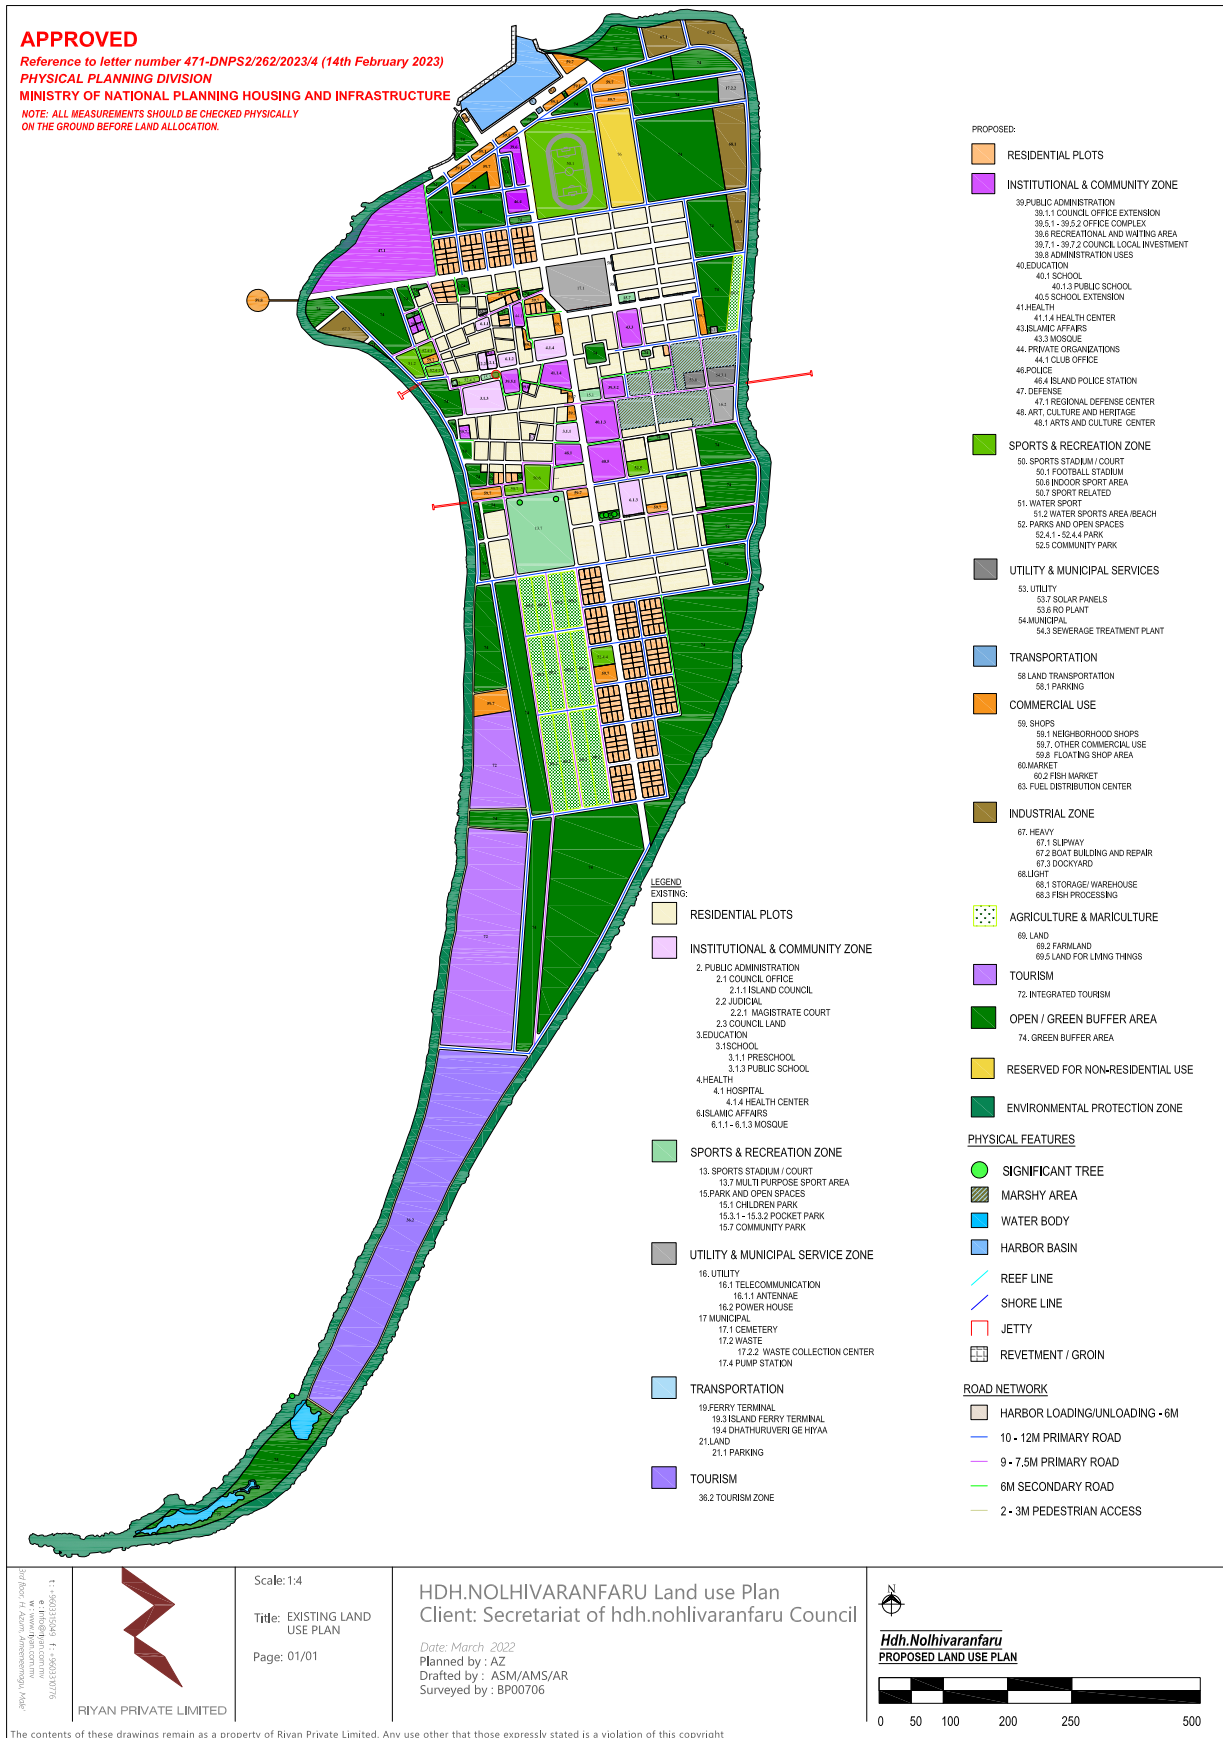 APPROVED
Reference to letter number 471-DNPS2/262/2023/4 (14th February 2023)
PHYSICAL PLANNING DIVISION
MINISTRY OF NATIONAL PLANNING HOUSING AND INFRASTRUCTURE
NOTE: ALL MEASUREMENTS SHOULD BE CHECKED PHYSICALLY
ON THE GROUND BEFORE LAND ALLOCATION.
PROPOSED:
RESIDENTIAL PLOTS
INSTITUTIONAL & COMMUNITY ZONE
39.PUBLIC ADMINISTRATION
39.1.1 COUNCIL OFFICE EXTENSION
39.5.1 - 39.5.2 OFFICE COMPLEX
39.6 RECREATIONAL AND WAITING AREA
39.7.1 - 39.7.2 COUNCIL LOCAL INVESTMENT
39.8 ADMINISTRATION USES
40.EDUCATION
40.1 SCHOOL
40.1.3 PUBLIC SCHOOL
40.5 SCHOOL EXTENSION
41.HEALTH
41.1.4 HEALTH CENTER
43.ISLAMIC AFFAIRS
43.3 MOSQUE
44. PRIVATE ORGANIZATIONS
44.1 CLUB OFFICE
46.POLICE
46.4 ISLAND POLICE STATION
47. DEFENSE
47.1 REGIONAL DEFENSE CENTER
48. ART, CULTURE AND HERITAGE
48.1 ARTS AND CULTURE CENTER
SPORTS & RECREATION ZONE
50. SPORTS STADIUM / COURT
50.1 FOOTBALL STADIUM
50.6 INDOOR SPORT AREA
50.7 SPORT RELATED
51. WATER SPORT
51.2 WATER SPORTS AREA /BEACH
52. PARKS AND OPEN SPACES
52.4.1 - 52.4.4 PARK
52.5 COMMUNITY PARK
UTILITY & MUNICIPAL SERVICES
53. UTILITY
53.7 SOLAR PANELS
53.6 RO PLANT
54.MUNICIPAL
54.3 SEWERAGE TREATMENT PLANT
TRANSPORTATION
58 LAND TRANSPORTATION
58.1 PARKING
COMMERCIAL USE
59. SHOPS
59.1 NEIGHBORHOOD SHOPS
59.7. OTHER COMMERCIAL USE
59.8 FLOATING SHOP AREA
60.MARKET
60.2 FISH MARKET
63. FUEL DISTRIBUTION CENTER
INDUSTRIAL ZONE
67. HEAVY
67.1 SLIPWAY
67.2 BOAT BUILDING AND REPAIR
67.3 DOCKYARD
68.LIGHT
68.1 STORAGE/ WAREHOUSE
68.3 FISH PROCESSING
AGRICULTURE & MARICULTURE
69. LAND
69.2 FARMLAND
69.5 LAND FOR LIVING THINGS
TOURISM
72. INTEGRATED TOURISM
OPEN / GREEN BUFFER AREA
74. GREEN BUFFER AREA
RESERVED FOR NON-RESIDENTIAL USE
ENVIRONMENTAL PROTECTION ZONE
PHYSICAL FEATURES
SIGNIFICANT TREE
MARSHY AREA
WATER BODY
HARBOR BASIN
REEF LINE
SHORE LINE
JETTY
REVETMENT / GROIN
ROAD NETWORK
HARBOR LOADING/UNLOADING - 6M
10 - 12M PRIMARY ROAD
9 - 7.5M PRIMARY ROAD
6M SECONDARY ROAD
2 - 3M PEDESTRIAN ACCESS
LEGEND
EXISTING:
RESIDENTIAL PLOTS
INSTITUTIONAL & COMMUNITY ZONE
2. PUBLIC ADMINISTRATION
2.1 COUNCIL OFFICE
2.1.1 ISLAND COUNCIL
2.2 JUDICIAL
2.2.1 MAGISTRATE COURT
2.3 COUNCIL LAND
3.EDUCATION
3.1SCHOOL
3.1.1 PRESCHOOL
3.1.3 PUBLIC SCHOOL
4.HEALTH
4.1 HOSPITAL
4.1.4 HEALTH CENTER
6.ISLAMIC AFFAIRS
6.1.1 - 6.1.3 MOSQUE
SPORTS & RECREATION ZONE
13. SPORTS STADIUM / COURT
13.7 MULTI PURPOSE SPORT AREA
15.PARK AND OPEN SPACES
15.1 CHILDREN PARK
15.3.1 - 15.3.2 POCKET PARK
15.7 COMMUNITY PARK
UTILITY & MUNICIPAL SERVICE ZONE
16. UTILITY
16.1 TELECOMMUNICATION
16.1.1 ANTENNAE
16.2 POWER HOUSE
17 MUNICIPAL
17.1 CEMETERY
17.2 WASTE
17.2.2 WASTE COLLECTION CENTER
17.4 PUMP STATION
TRANSPORTATION
19.FERRY TERMINAL
19.3 ISLAND FERRY TERMINAL
19.4 DHATHURUVERI GE HIYAA
21.LAND
21.1 PARKING
TOURISM
36.2 TOURISM ZONE
RIYAN PRIVATE LIMITED
Scale: 1:4
Title: EXISTING LAND
USE PLAN
Page: 01/01
HDH.NOLHIVARANFARU Land use Plan
Client: Secretariat of hdh.nohlivaranfaru Council
Date: March 2022
Planned by : AZ
Drafted by : ASM/AMS/AR
Surveyed by : BP00706
N
Hdh.Nolhivaranfaru
PROPOSED LAND USE PLAN
0 50 100 200 250 500
The contents of these drawings remain as a property of Riyan Private Limited. Any use other that those expressly stated is a violation of this copyright